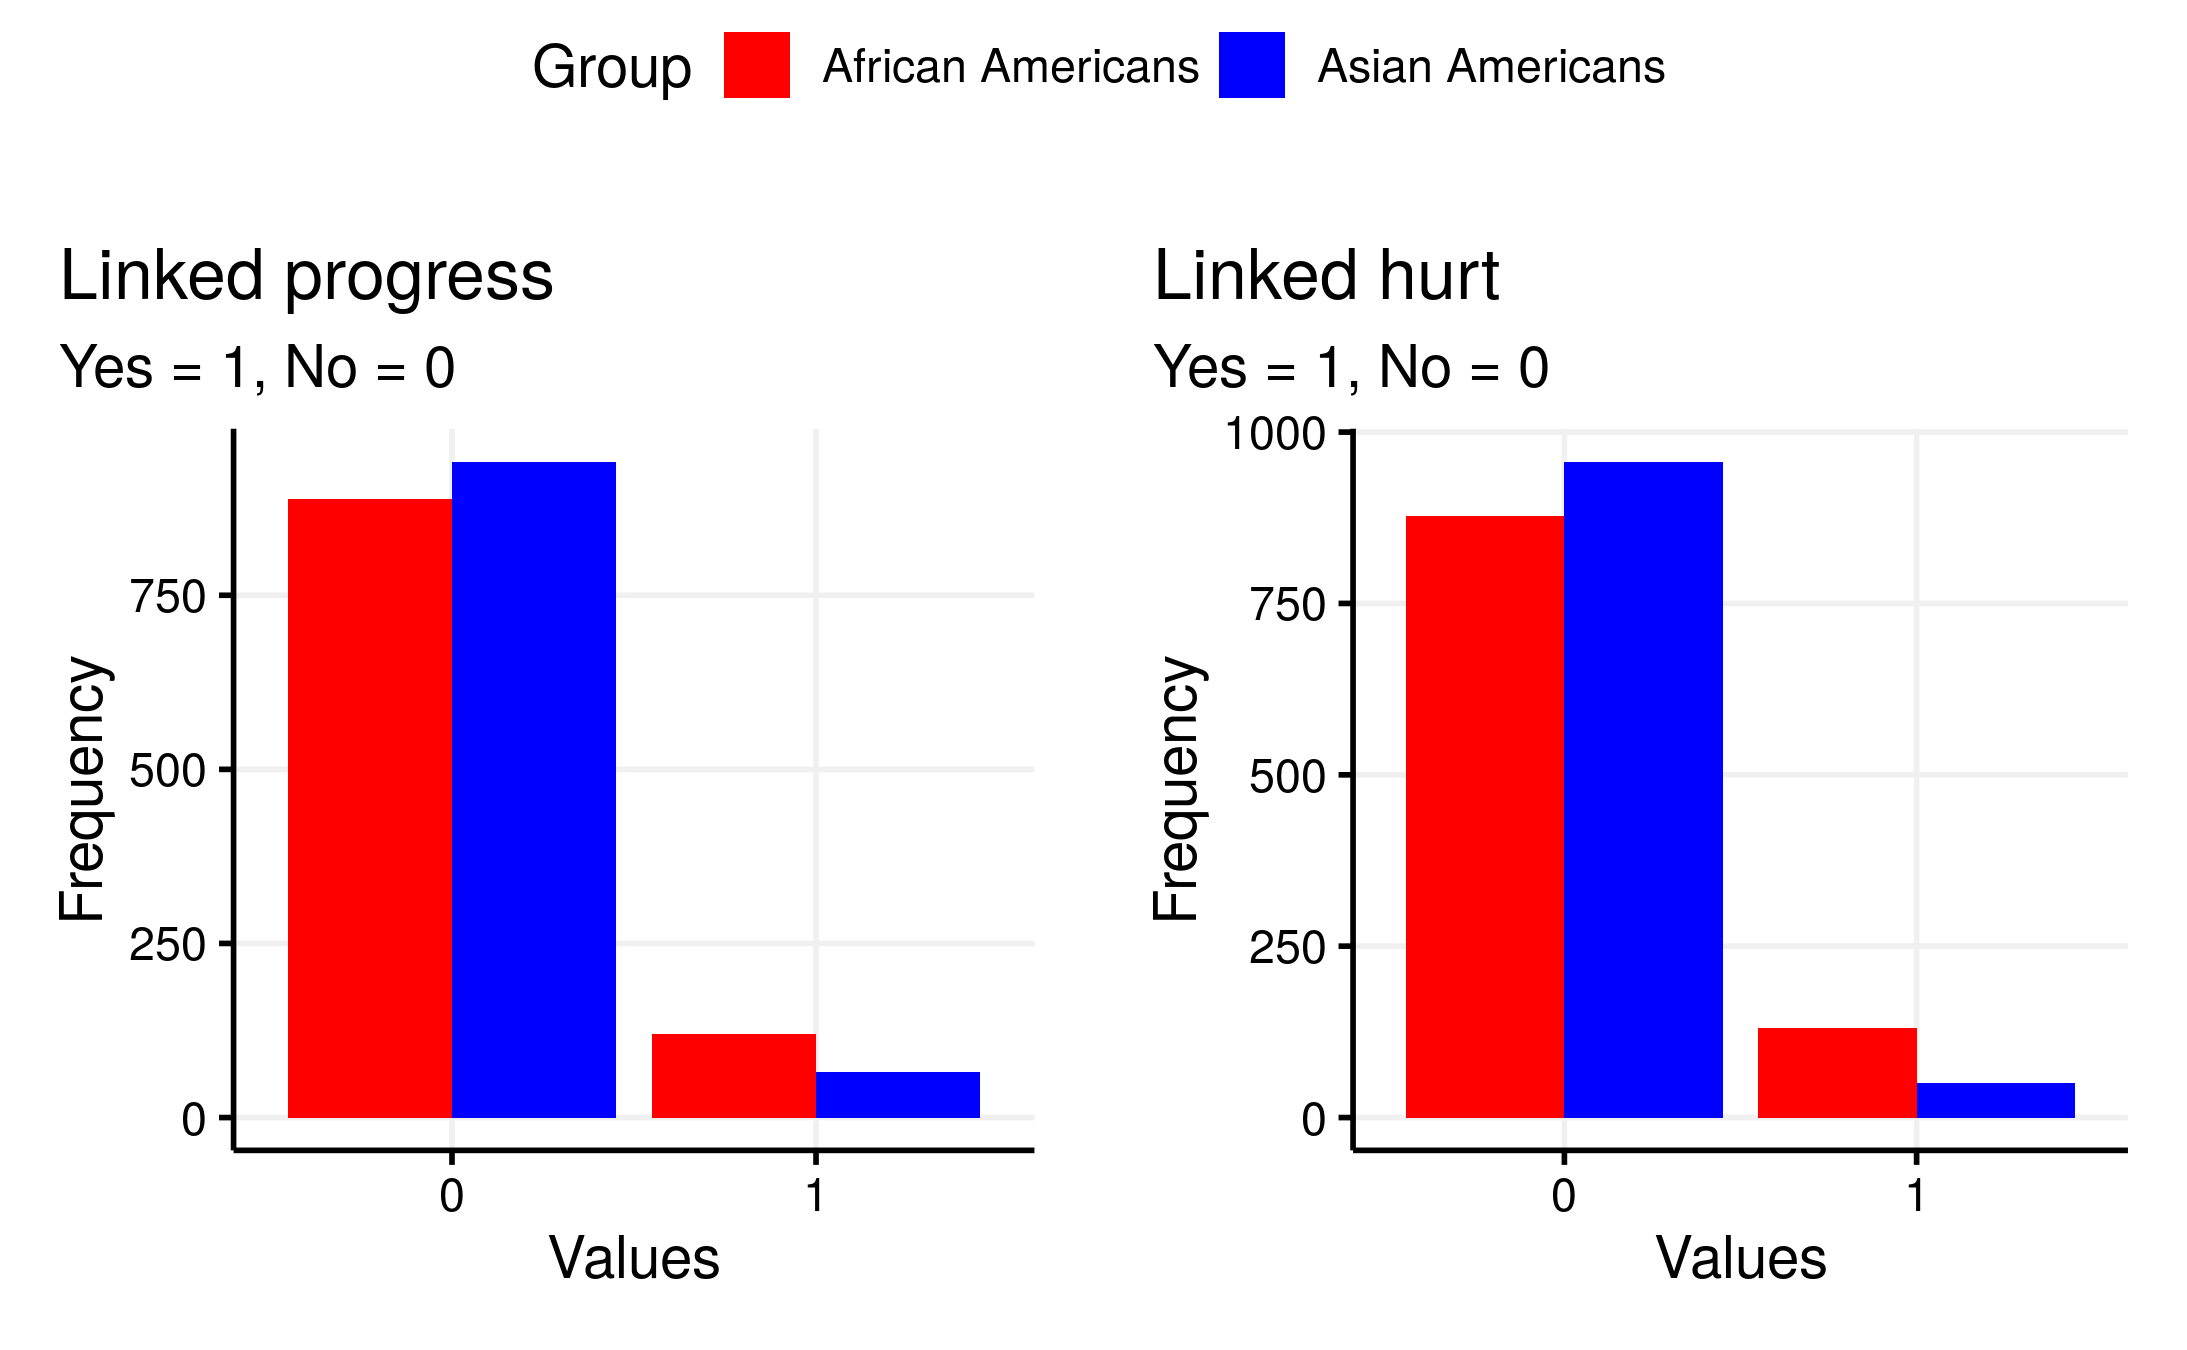 Group African Americans Asian Americans
Linked progress
Yes = 1, No = 0
750
500
250
0
Frequency
0 1
Values
Linked hurt
Yes = 1, No = 0
1000
750
500
250
0
Frequency
0 1
Values